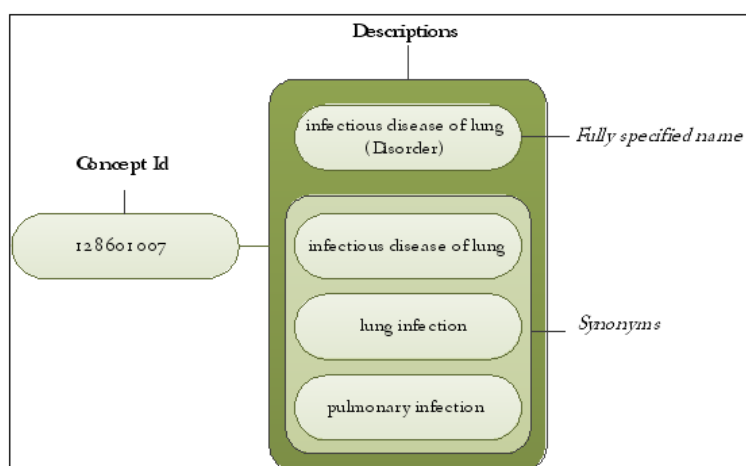 Descriptions
infectious disease of lung
(Disorder)
Fully specified name
Concept Id
128601007
infectious disease of lung
lung infection
Synonyms
pulmonary infection